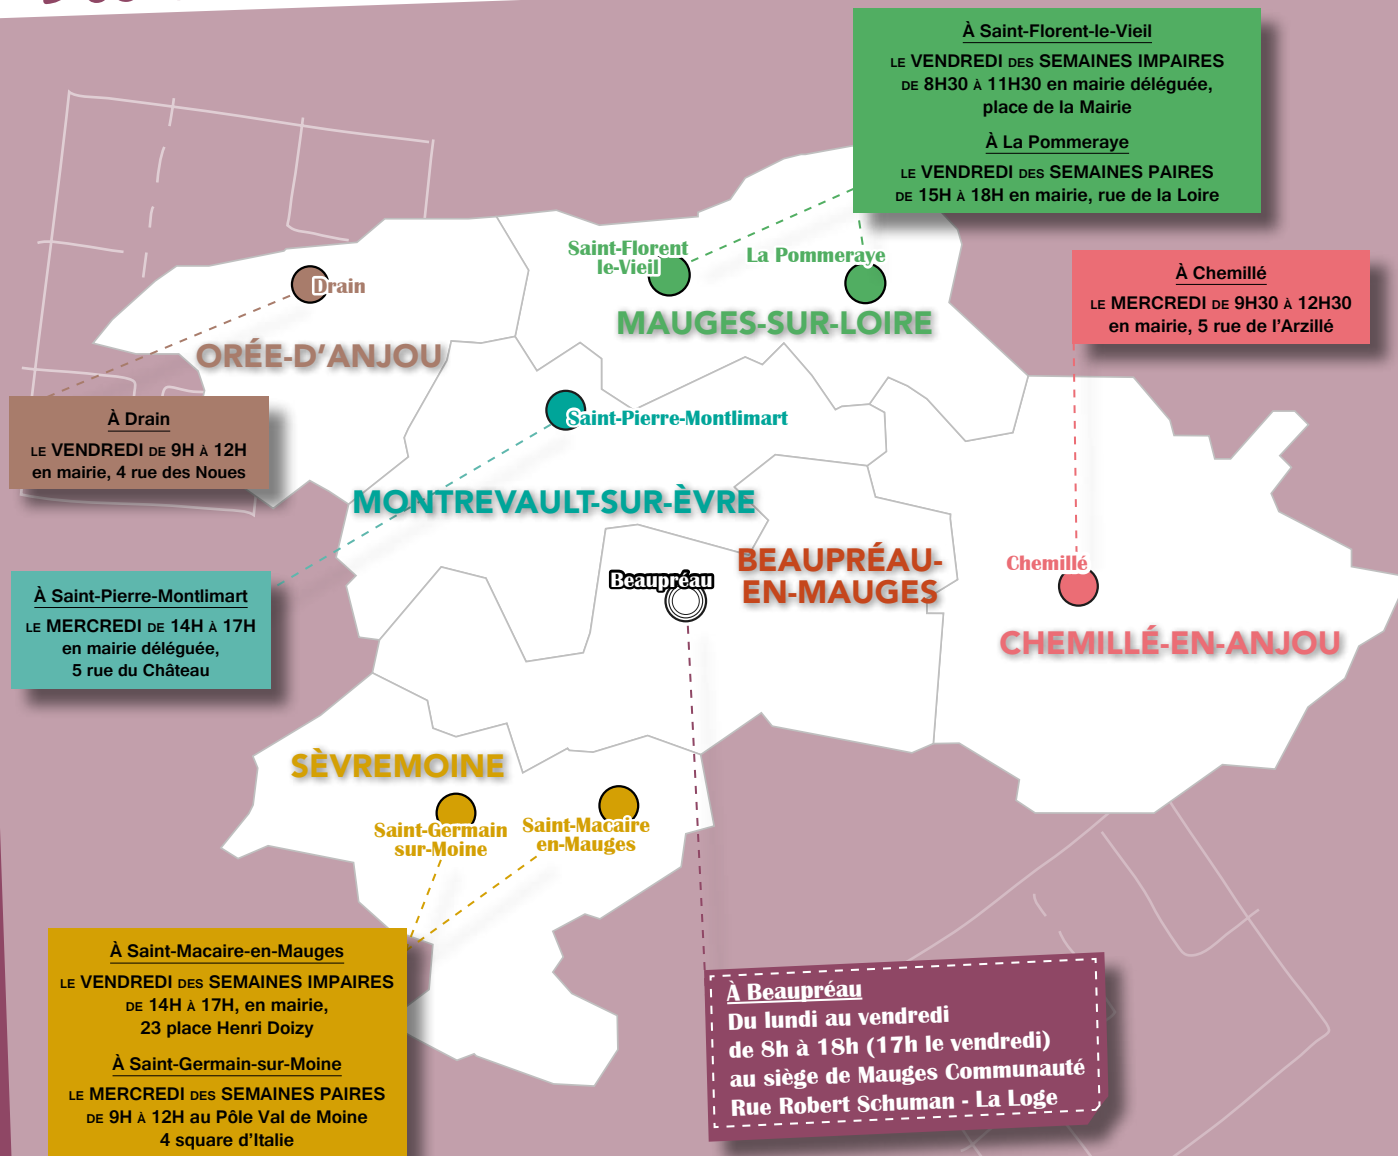 À Saint-Florent-le-Vieil
LE VENDREDI DES SEMAINES IMPAIRES
DE 8H30 À 11H30 en mairie déléguée,
place de la Mairie
À La Pommeraye
LE VENDREDI DES SEMAINES PAIRES
DE 15H À 18H en mairie, rue de la Loire
Saint-Florent
le-Vieil
La Pommeraye
MAUGES-SUR-LOIRE
À Chemillé
LE MERCREDI DE 9H30 À 12H30
en mairie, 5 rue de l'Arzillé
Drain
ORÉE-D'ANJOU
À Drain
LE VENDREDI DE 9H À 12H
en mairie, 4 rue des Noues
Saint-Pierre-Montlimart
MONTREVAULT-SUR-ÈVRE
À Saint-Pierre-Montlimart
LE MERCREDI DE 14H À 17H
en mairie déléguée,
5 rue du Château
Beaupréau
BEAUPRÉAU-
EN-MAUGES
Chemillé
CHEMILLÉ-EN-ANJOU
SÈVREMOINE
Saint-Germain
sur-Moine
Saint-Macaire
en-Mauges
À Saint-Macaire-en-Mauges
LE VENDREDI DES SEMAINES IMPAIRES
DE 14H À 17H, en mairie,
23 place Henri Doizy
À Saint-Germain-sur-Moine
LE MERCREDI DES SEMAINES PAIRES
DE 9H À 12H au Pôle Val de Moine
4 square d'Italie
À Beaupréau
Du lundi au vendredi
de 8h à 18h (17h le vendredi)
au siège de Mauges Communauté
Rue Robert Schuman - La Loge